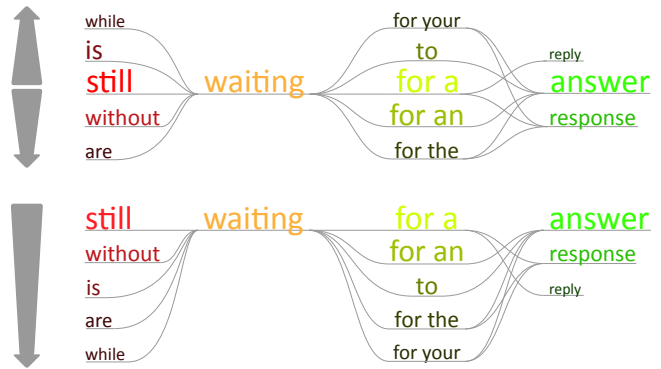 while for your
is to reply
still waiting for a answer
without for an response
are for the
still waiting for a answer
without for an response
is to reply
are for the
while for your